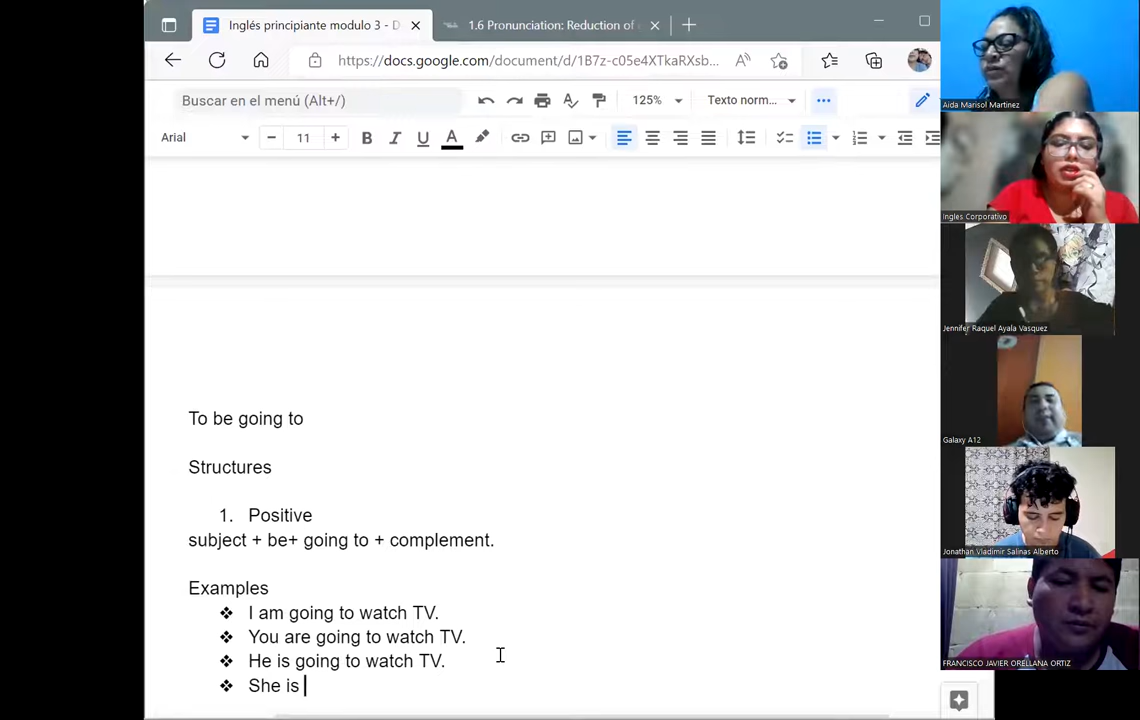 Inglés principiante modulo 3 - D
1.6 Pronunciation: Reduction of
https://docs.google.com/document/d/1B7z-c05e4XTkaRXsb...
Buscar en el menú (Alt+/)
125%
Texto norm...
Arial
11
To be going to
Structures
1. Positive
subject + be+ going to + complement.
Examples
❖ I am going to watch TV.
❖ You are going to watch TV.
❖ He is going to watch TV.
❖ She is
Aida Marisol Martinez
Ingles Corporativo
Jennifer Raquel Ayala Vasquez
Galaxy A12
Jonathan Vladimir Salinas Alberto
FRANCISCO JAVIER ORELLANA ORTIZ